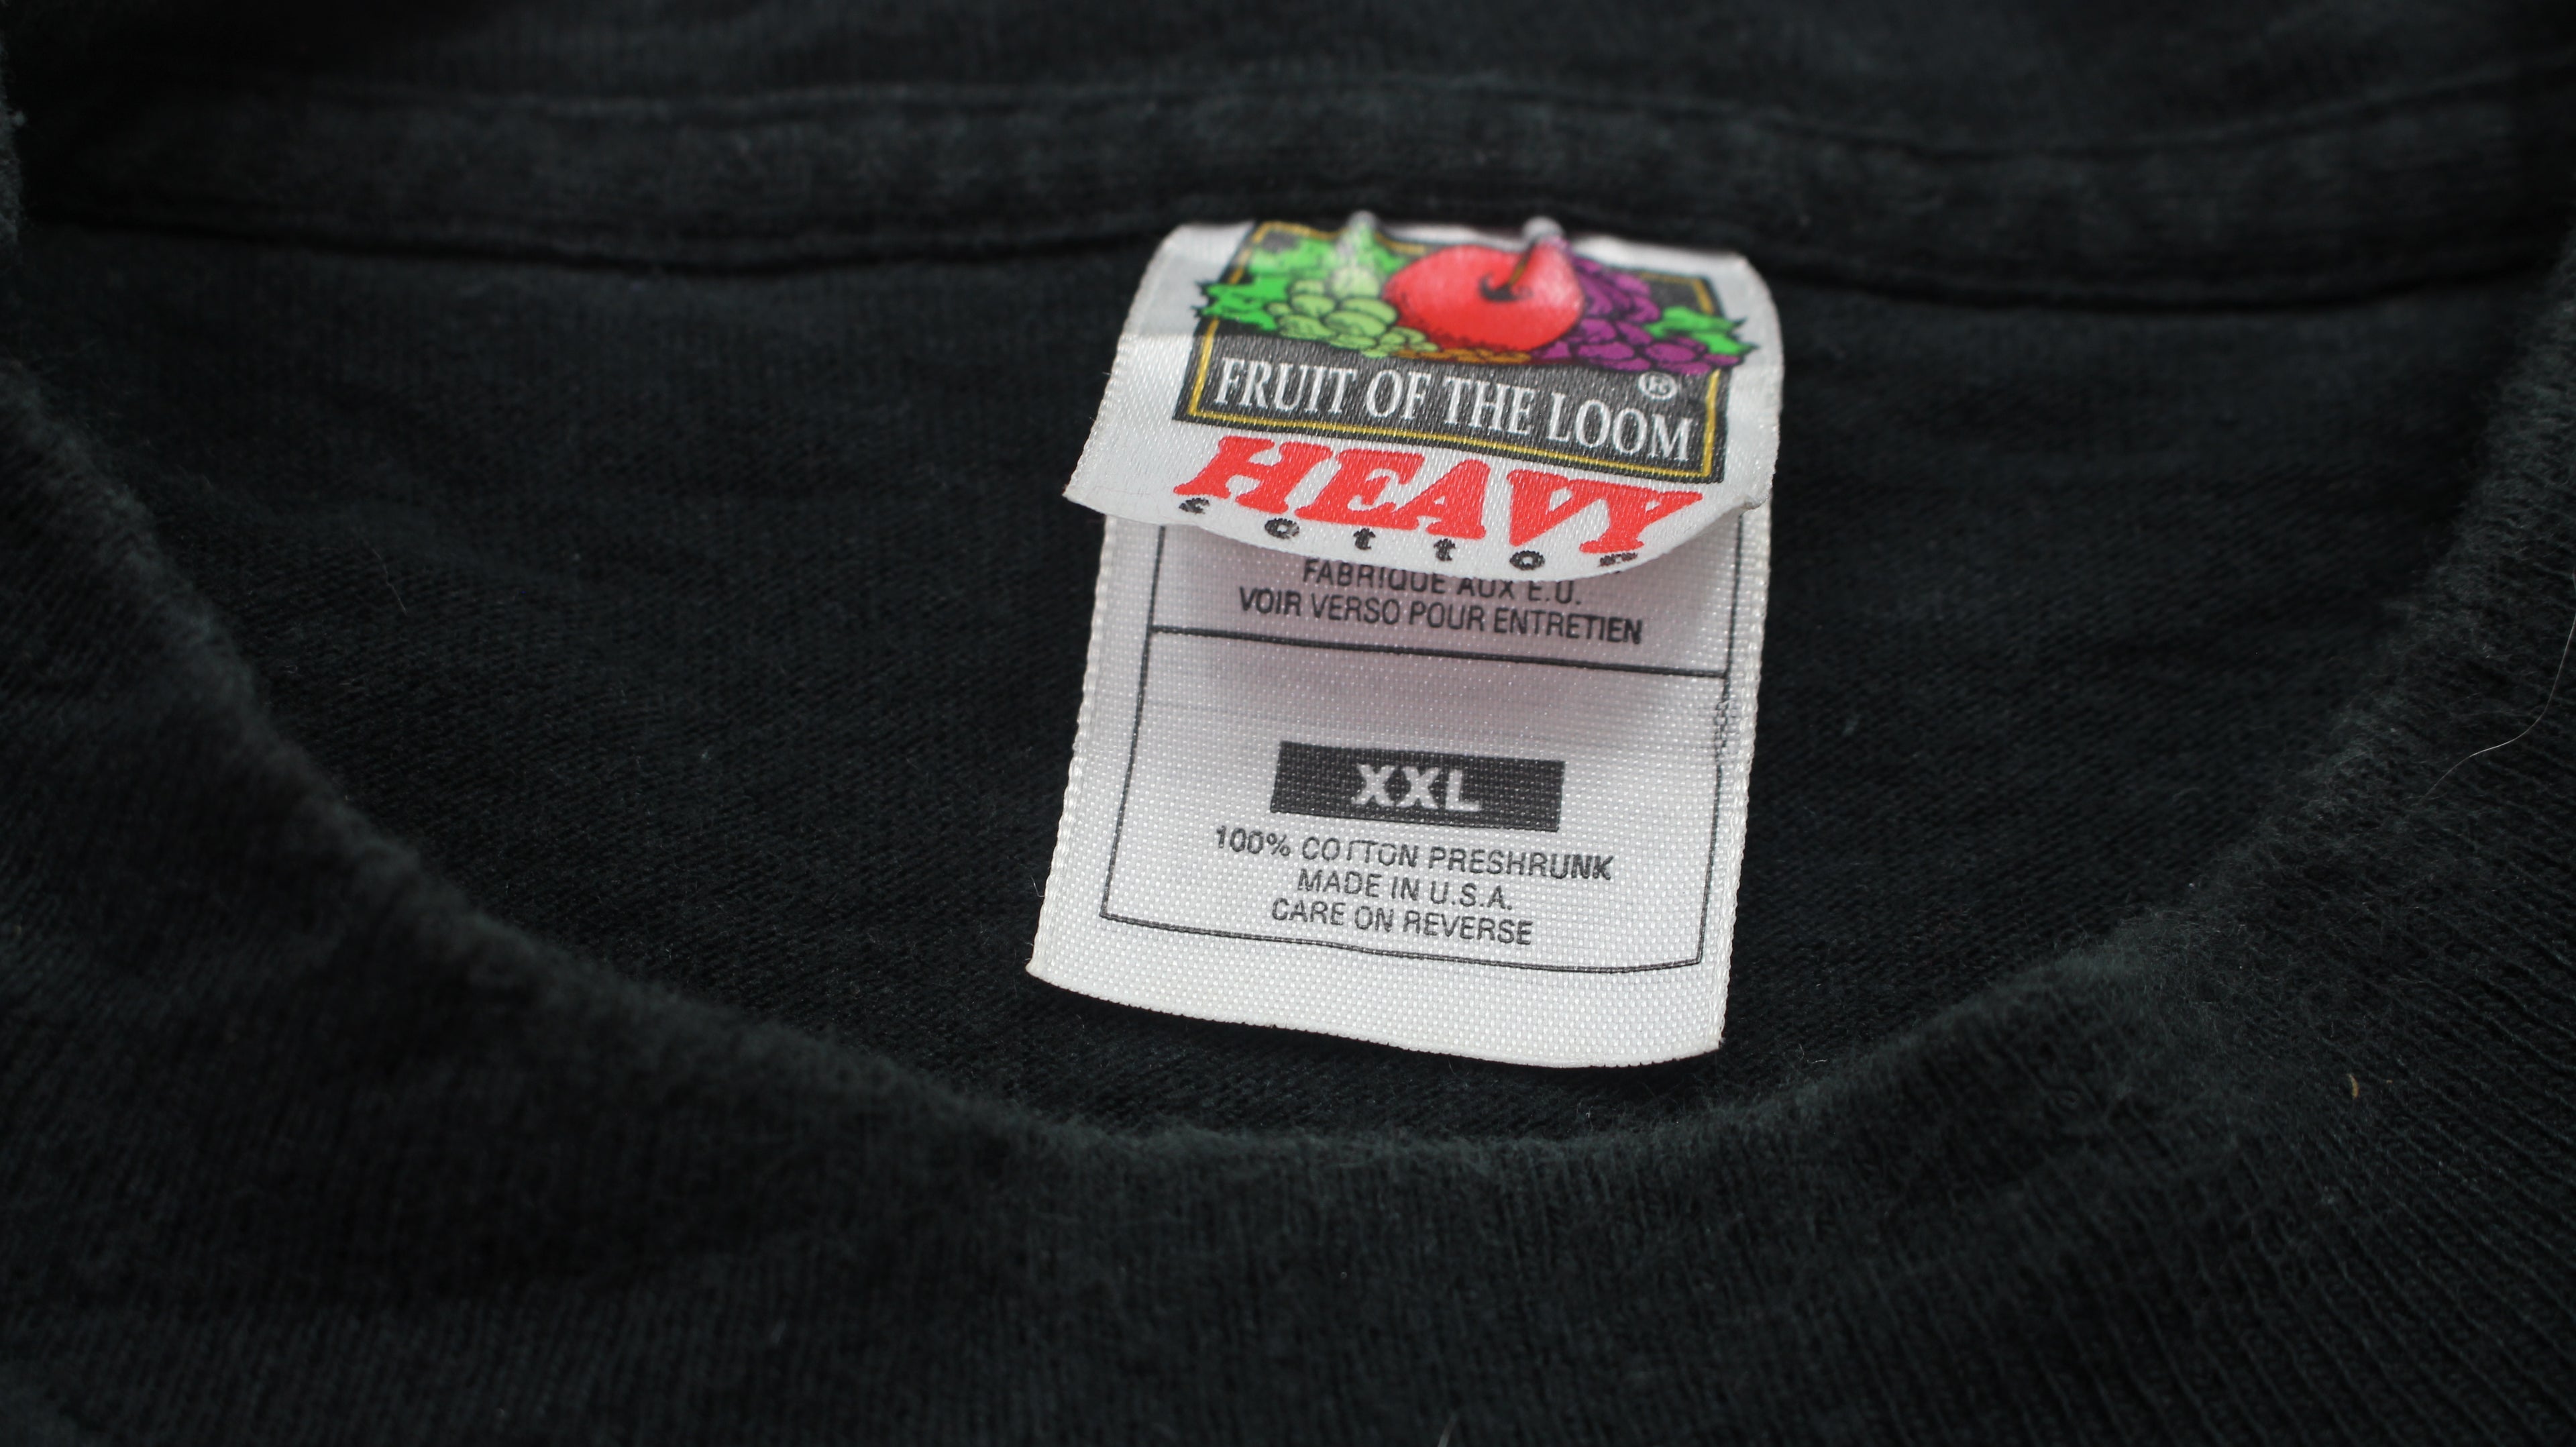 FRUIT OF THE LOOM ®
HEAVY
cotton
FABRIQUE AUX E.U.
VOIR VERSO POUR ENTRETIEN
XXL
100% COTTON PRESHRUNK
MADE IN U.S.A.
CARE ON REVERSE